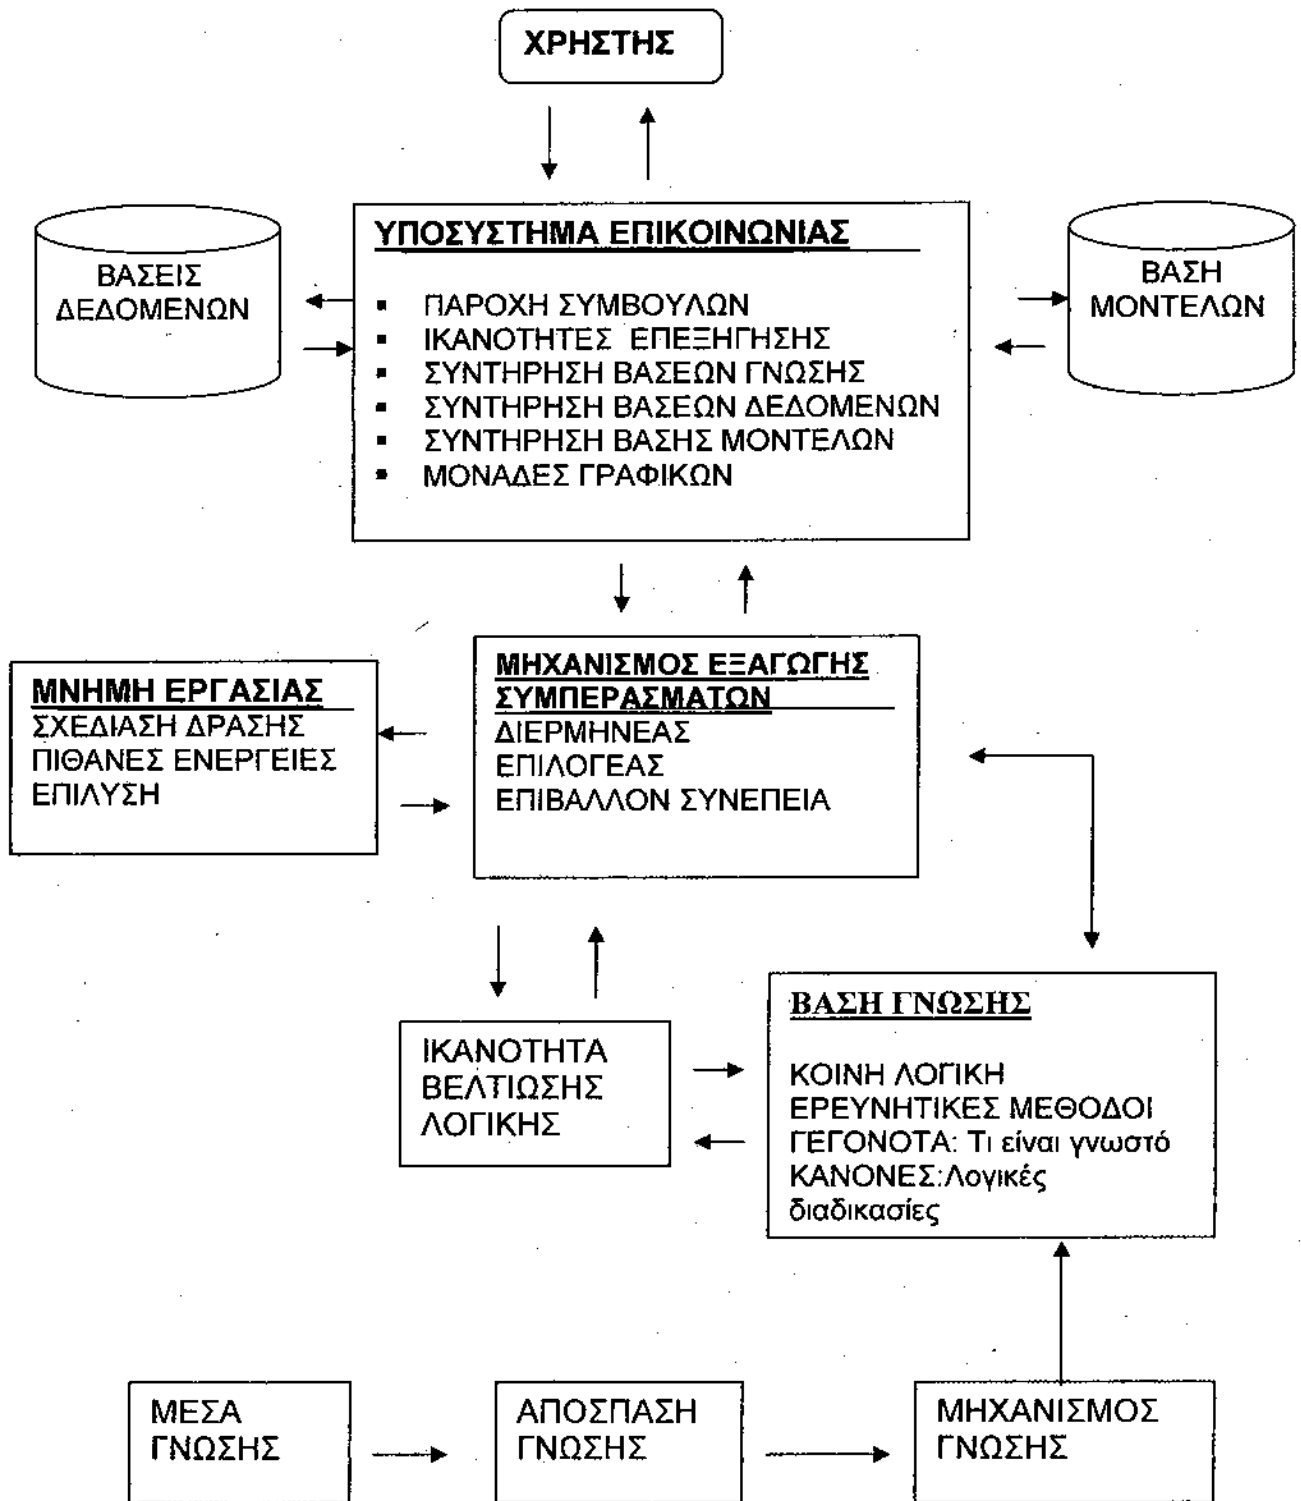 ΧΡΗΣΤΗΣ
ΒΑΣΕΙΣ
ΔΕΔΟΜΕΝΩΝ
ΥΠΟΣΥΣΤΗΜΑ ΕΠΙΚΟΙΝΩΝΙΑΣ
▪ ΠΑΡΟΧΗ ΣΥΜΒΟΥΛΩΝ
▪ ΙΚΑΝΟΤΗΤΕΣ ΕΠΕΞΗΓΗΣΗΣ
▪ ΣΥΝΤΗΡΗΣΗ ΒΑΣΕΩΝ ΓΝΩΣΗΣ
▪ ΣΥΝΤΗΡΗΣΗ ΒΑΣΕΩΝ ΔΕΔΟΜΕΝΩΝ
▪ ΣΥΝΤΗΡΗΣΗ ΒΑΣΗΣ ΜΟΝΤΕΛΩΝ
▪ ΜΟΝΑΔΕΣ ΓΡΑΦΙΚΩΝ
ΒΑΣΗ
ΜΟΝΤΕΛΩΝ
ΜΝΗΜΗ ΕΡΓΑΣΙΑΣ
ΣΧΕΔΙΑΣΗ ΔΡΑΣΗΣ
ΠΙΘΑΝΕΣ ΕΝΕΡΓΕΙΕΣ
ΕΠΙΛΥΣΗ
ΜΗΧΑΝΙΣΜΟΣ ΕΞΑΓΩΓΗΣ
ΣΥΜΠΕΡΑΣΜΑΤΩΝ
ΔΙΕΡΜΗΝΕΑΣ
ΕΠΙΛΟΓΕΑΣ
ΕΠΙΒΑΛΛΟΝ ΣΥΝΕΠΕΙΑ
ΙΚΑΝΟΤΗΤΑ
ΒΕΛΤΙΩΣΗΣ
ΛΟΓΙΚΗΣ
ΒΑΣΗ ΓΝΩΣΗΣ
ΚΟΙΝΗ ΛΟΓΙΚΗ
ΕΡΕΥΝΗΤΙΚΕΣ ΜΕΘΟΔΟΙ
ΓΕΓΟΝΟΤΑ: Τι είναι γνωστό
ΚΑΝΟΝΕΣ:Λογικές
διαδικασίες
ΜΕΣΑ
ΓΝΩΣΗΣ
ΑΠΟΣΠΑΣΗ
ΓΝΩΣΗΣ
ΜΗΧΑΝΙΣΜΟΣ
ΓΝΩΣΗΣ